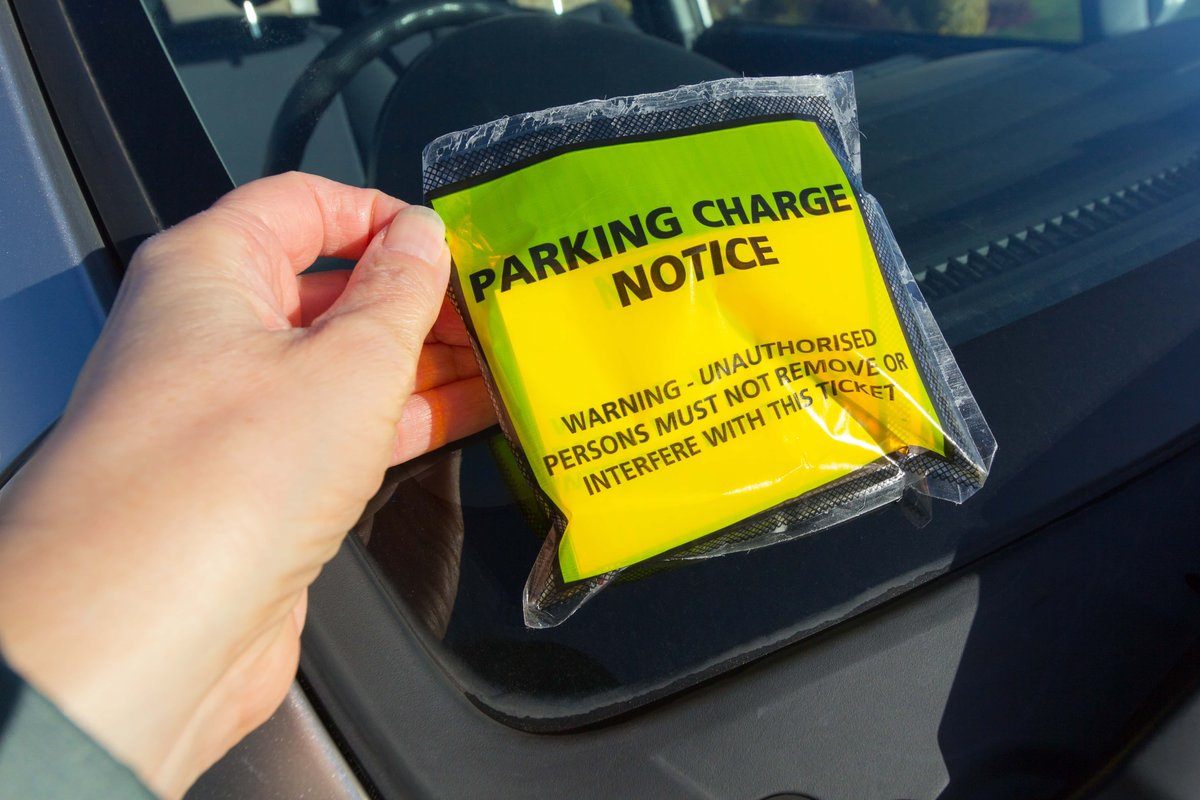 PARKING CHARGE
NOTICE
WARNING - UNAUTHORISED
PERSONS MUST NOT REMOVE OR
INTERFERE WITH THIS TICKET